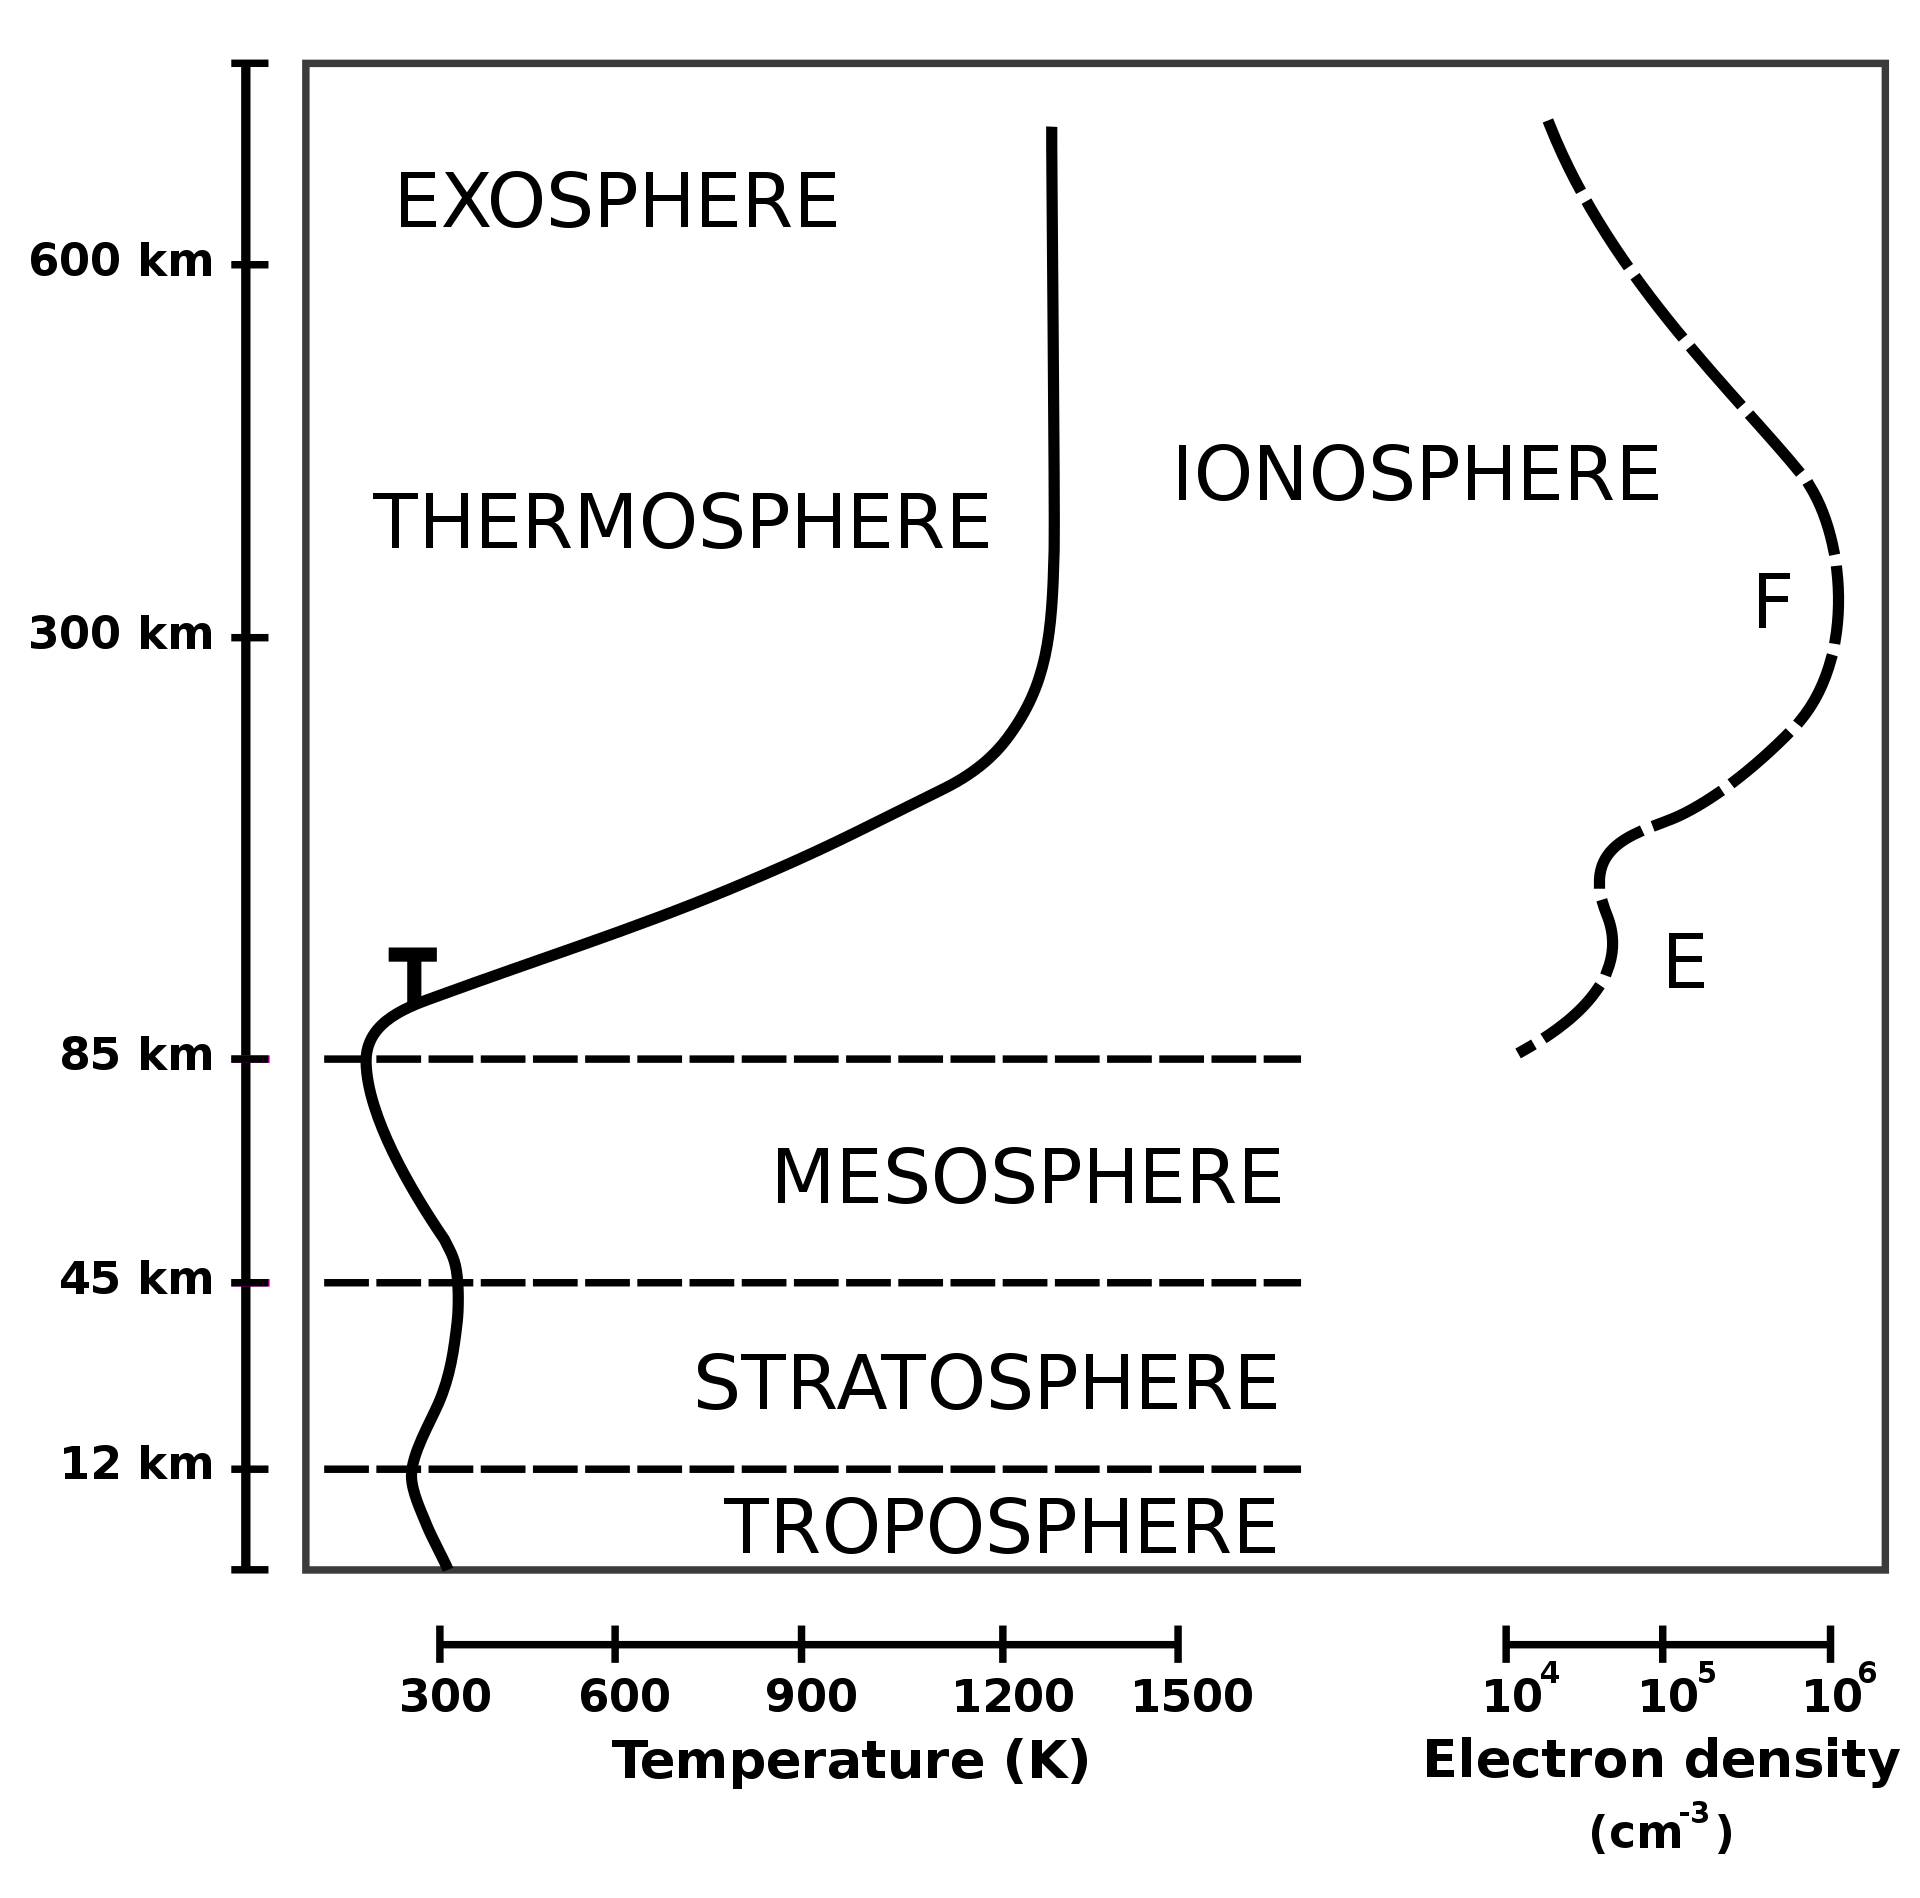 EXOSPHERE
600 km
IONOSPHERE
THERMOSPHERE
F
300 km
E
T
85 km
MESOSPHERE
45 km
STRATOSPHERE
12 km
TROPOSPHERE
300 600 900 1200 1500
10⁴ 10⁵ 10⁶
Temperature (K)
Electron density
(cm⁻³)